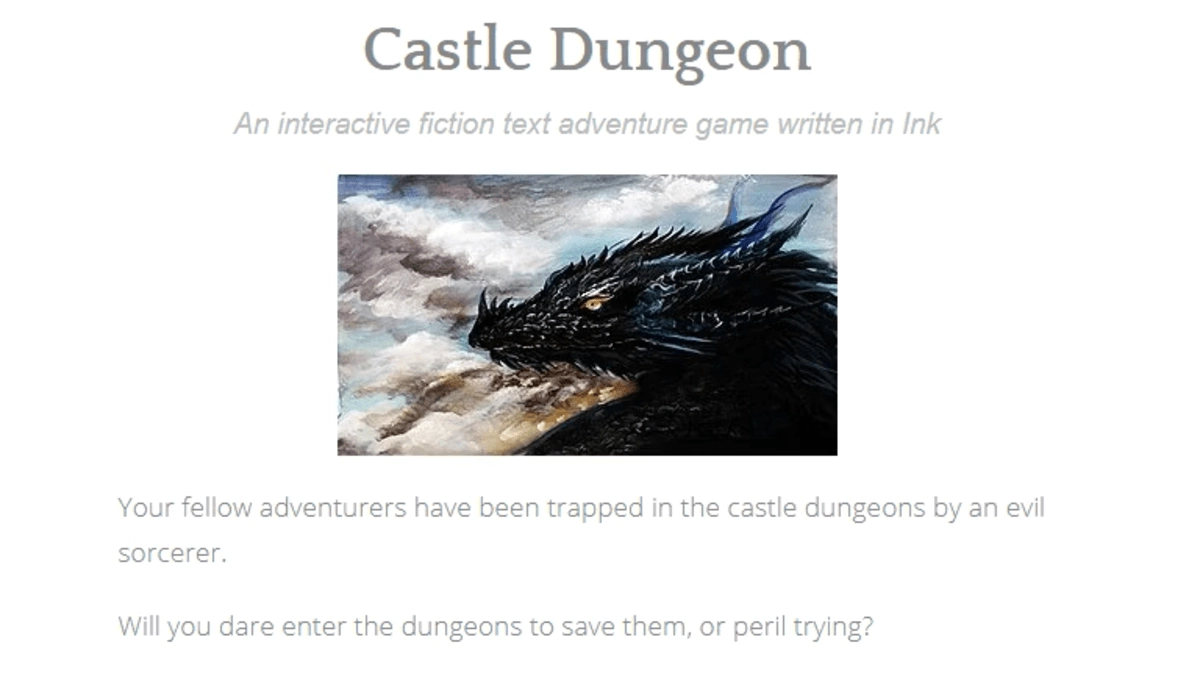 Castle Dungeon
An interactive fiction text adventure game written in Ink
Your fellow adventurers have been trapped in the castle dungeons by an evil
sorcerer.
Will you dare enter the dungeons to save them, or peril trying?